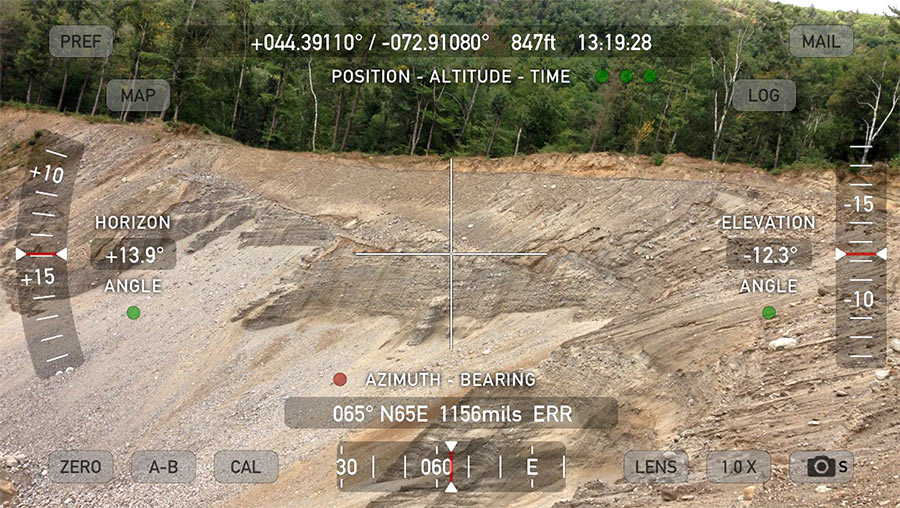 PREF
+044.39110° / -072.91080° 847ft 13:19:28
MAIL
POSITION - ALTITUDE - TIME
MAP
LOG
+10
+15
HORIZON
+13.9°
ANGLE
ELEVATION
-12.3°
ANGLE
-15
-10
AZIMUTH - BEARING
065° N65E 1156mils ERR
30 060 E
ZERO
A-B
CAL
LENS
1.0 X
S